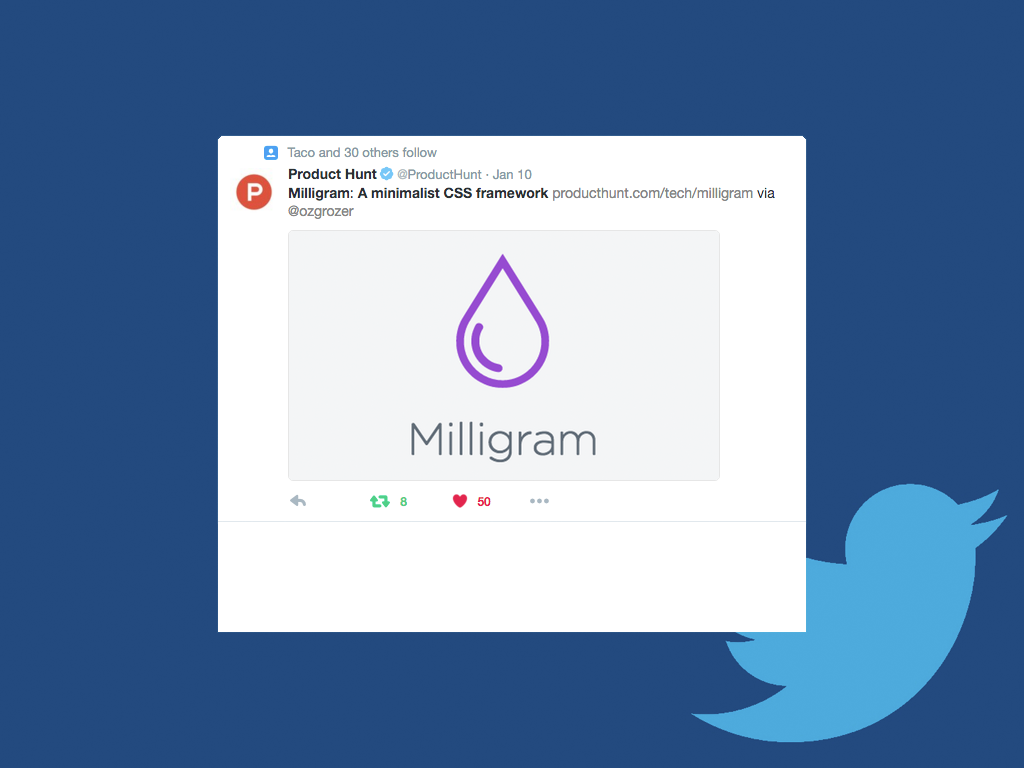 Taco and 30 others follow
Product Hunt @ProductHunt · Jan 10
P
Milligram: A minimalist CSS framework producthunt.com/tech/milligram via
@ozgrozer
Milligram
8 50